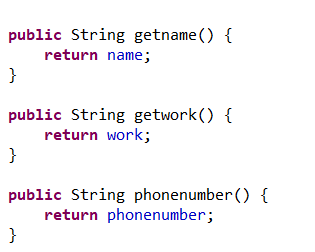 public String getname() {
    return name;
}
public String getwork() {
    return work;
}
public String phonenumber() {
    return phonenumber;
}